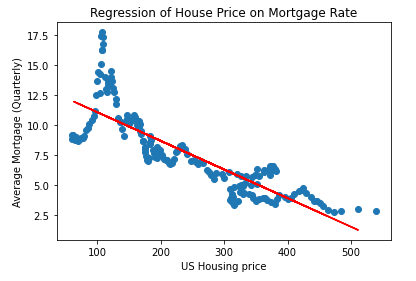 Regression of House Price on Mortgage Rate
Average Mortgage (Quarterly)
17.5
15.0
12.5
10.0
7.5
5.0
2.5
100 200 300 400 500
US Housing price